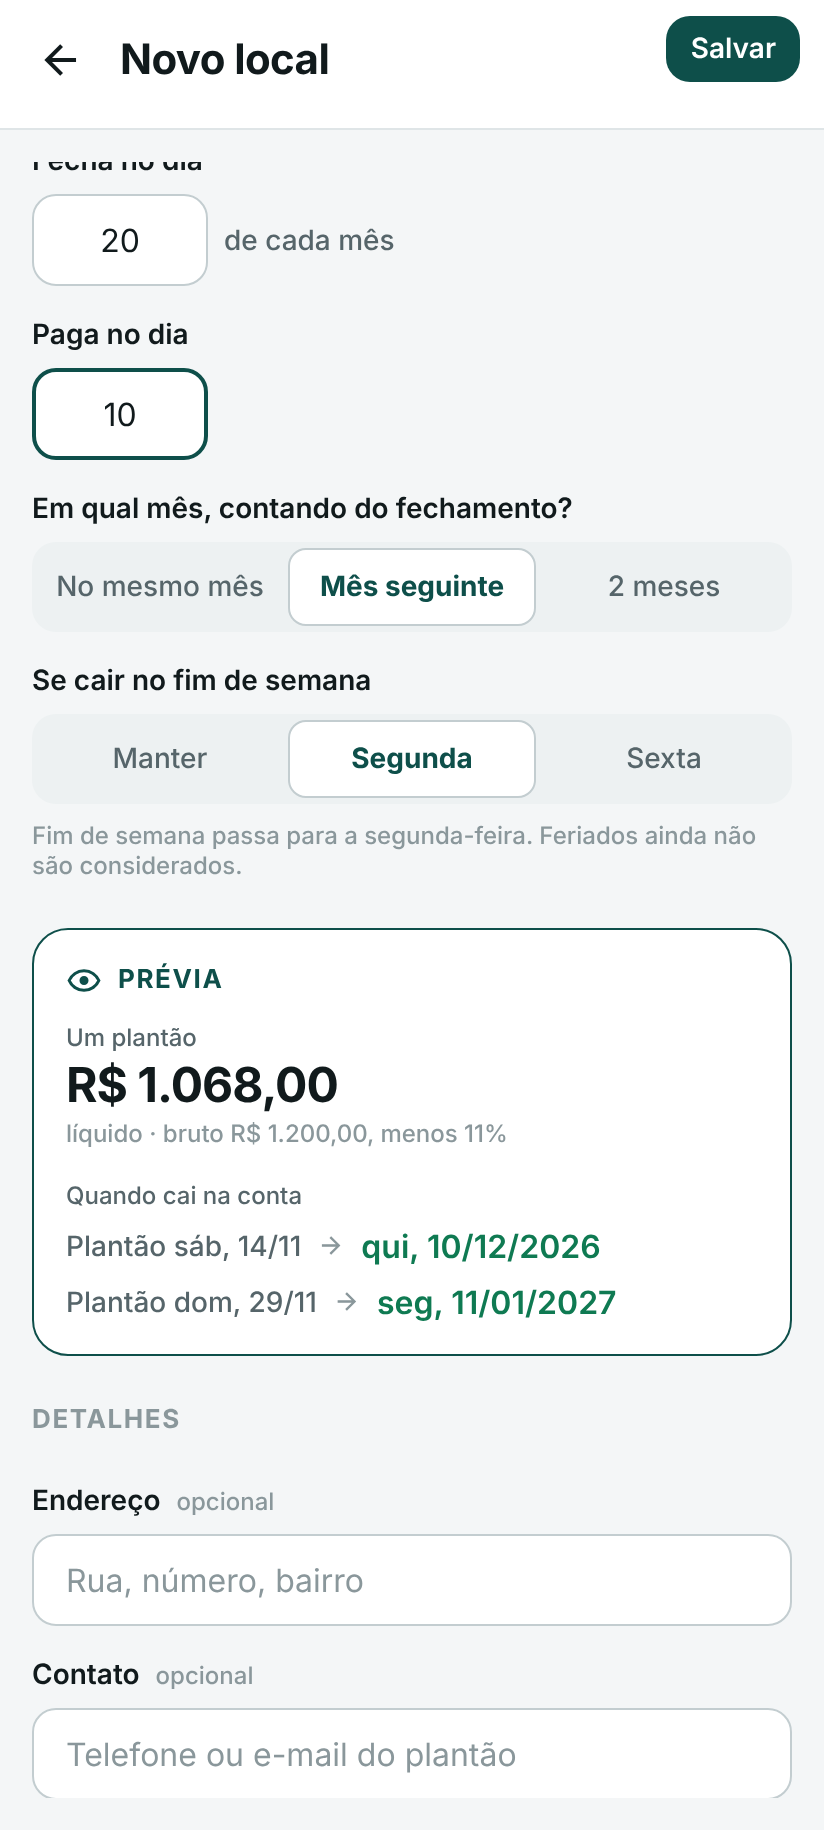 Novo local
Salvar
Fecha no dia
20
de cada mês
Paga no dia
10
Em qual mês, contando do fechamento?
No mesmo mês
Mês seguinte
2 meses
Se cair no fim de semana
Manter
Segunda
Sexta
Fim de semana passa para a segunda-feira. Feriados ainda não
são considerados.
PRÉVIA
Um plantão
R$ 1.068,00
líquido · bruto R$ 1.200,00, menos 11%
Quando cai na conta
Plantão sáb, 14/11 → qui, 10/12/2026
Plantão dom, 29/11 → seg, 11/01/2027
DETALHES
Endereço opcional
Rua, número, bairro
Contato opcional
Telefone ou e-mail do plantão